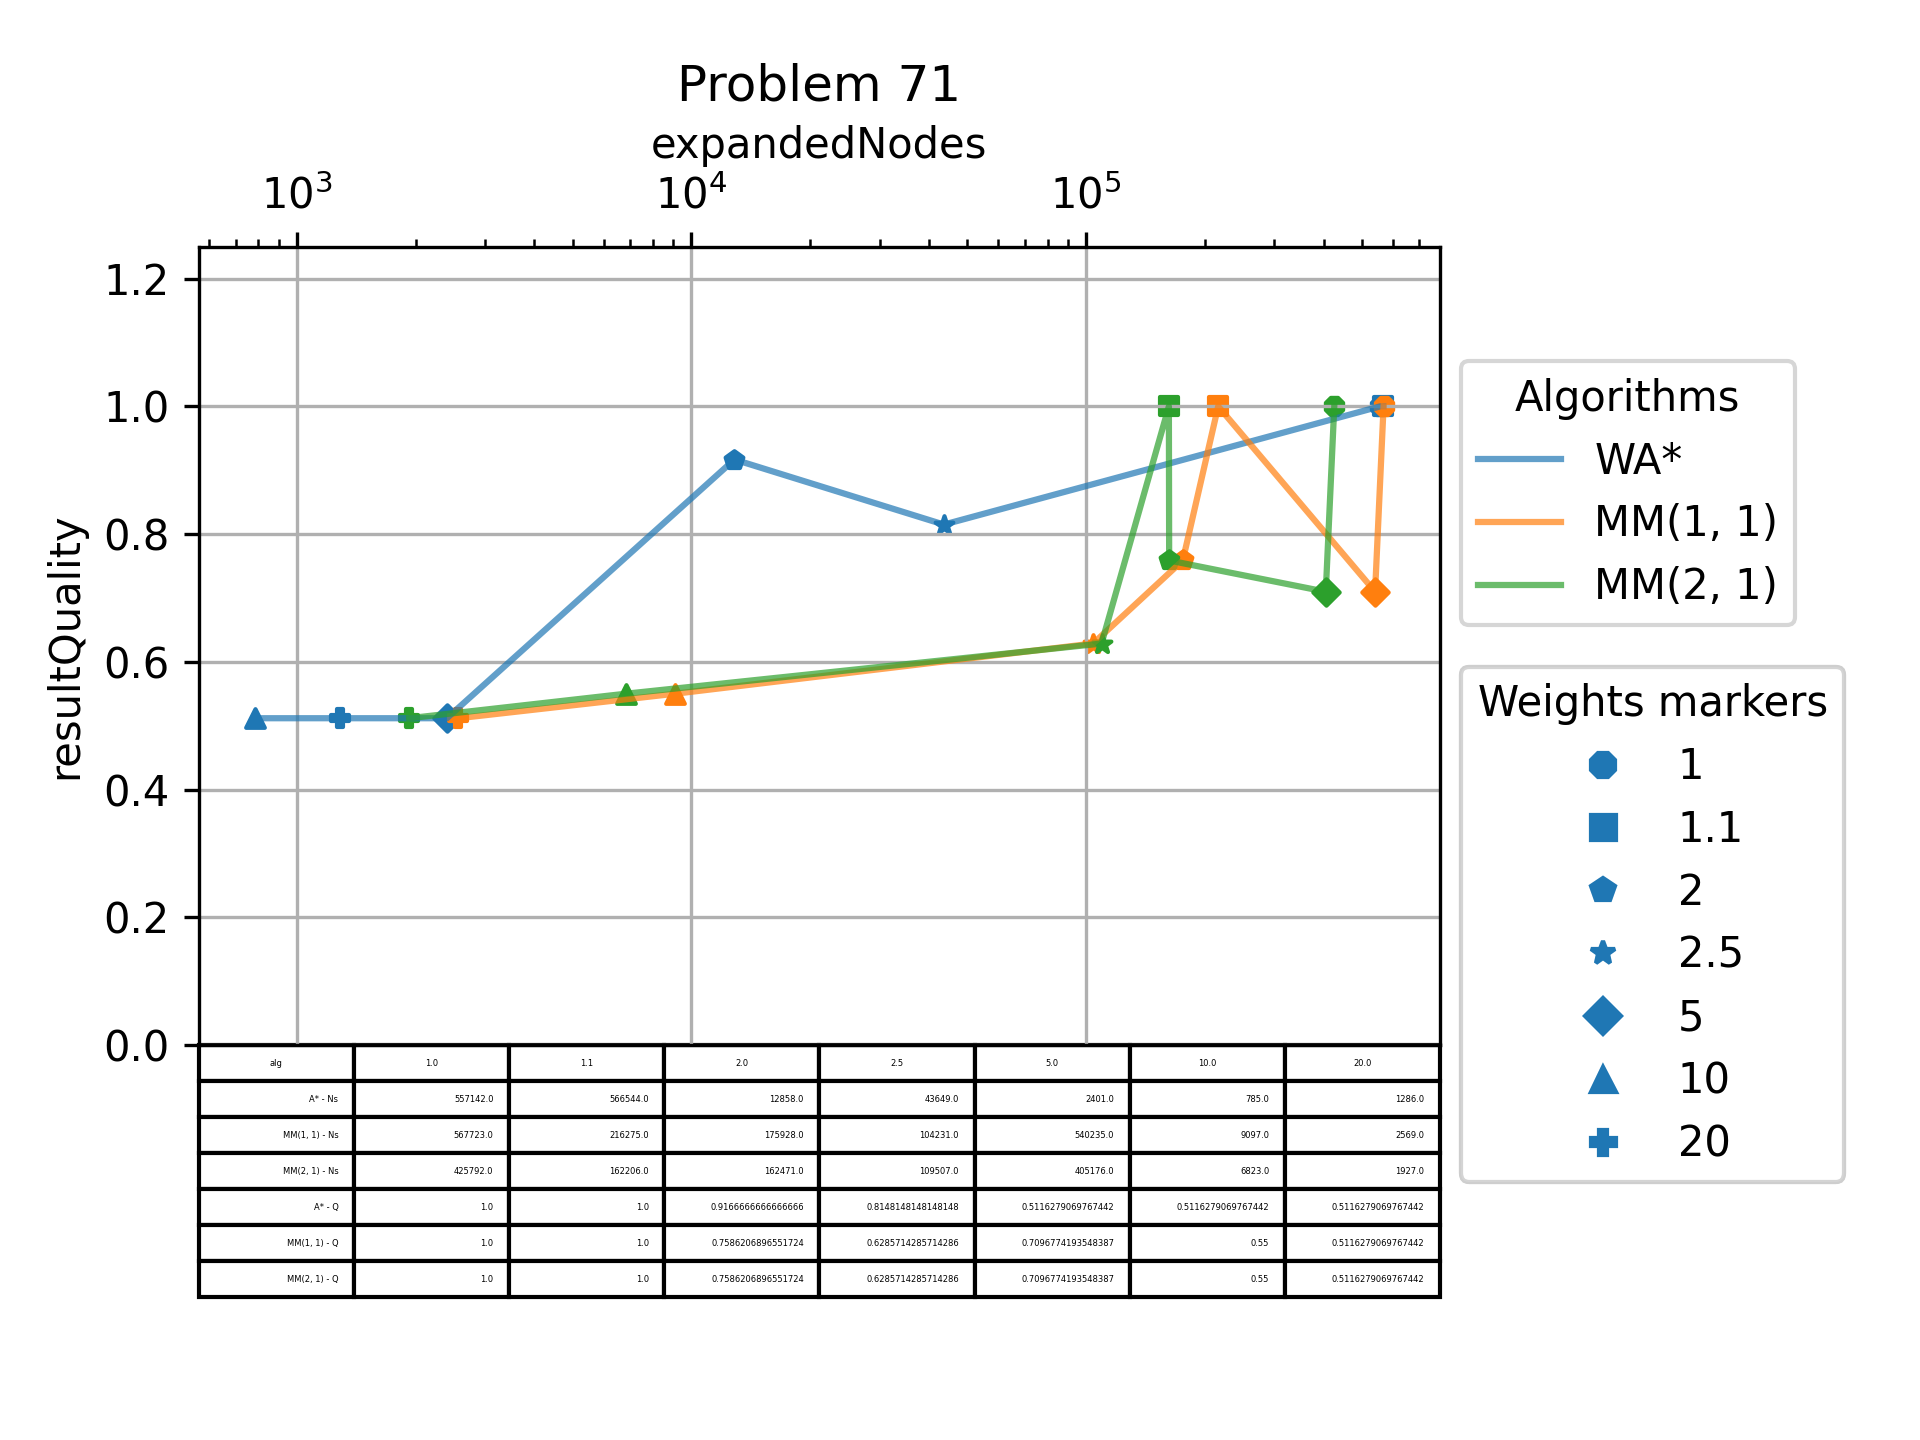 Problem 71
expandedNodes
10³ 10⁴ 10⁵
resultQuality
1.2
1.0
0.8
0.6
0.4
0.2
0.0
Algorithms
WA*
MM(1, 1)
MM(2, 1)
Weights markers
1
1.1
2
2.5
5
10
20
alg 1.0 1.1 2.0 2.5 5.0 10.0 20.0
A* - Ns 557142.0 566544.0 12858.0 43649.0 2401.0 785.0 1286.0
MM(1, 1) - Ns 567723.0 216275.0 175928.0 104231.0 540235.0 9097.0 2569.0
MM(2, 1) - Ns 425792.0 162206.0 162471.0 109507.0 405176.0 6823.0 1927.0
A* - Q 1.0 1.0 0.9166666666666666 0.8148148148148148 0.5116279069767442 0.5116279069767442 0.5116279069767442
MM(1, 1) - Q 1.0 1.0 0.7586206896551724 0.6285714285714286 0.7096774193548387 0.55 0.5116279069767442
MM(2, 1) - Q 1.0 1.0 0.7586206896551724 0.6285714285714286 0.7096774193548387 0.55 0.5116279069767442